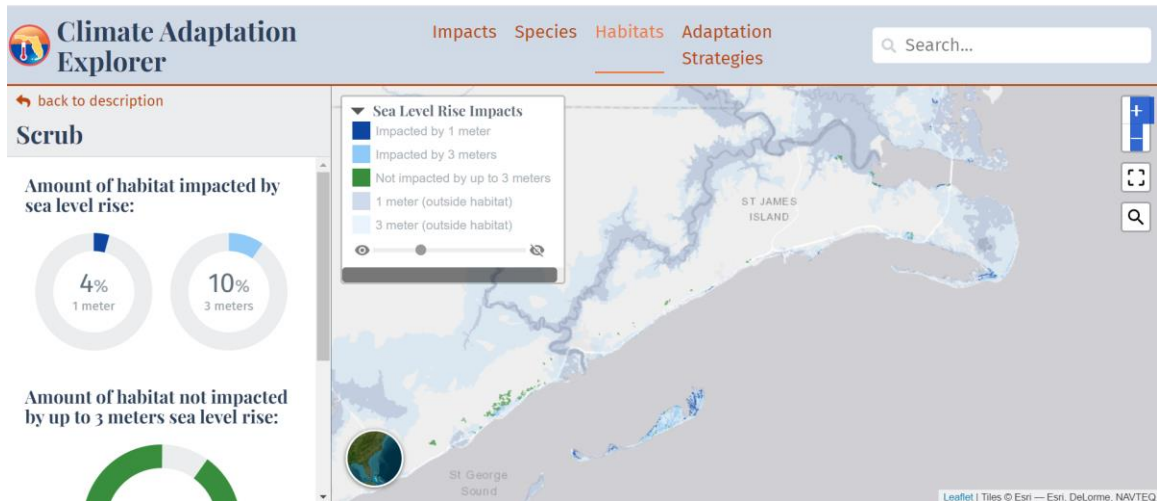 Climate Adaptation
Explorer
Impacts Species Habitats Adaptation
Strategies
Search...
back to description
Scrub
Amount of habitat impacted by
sea level rise:
4%
1 meter
10%
3 meters
Amount of habitat not impacted
by up to 3 meters sea level rise:
Sea Level Rise Impacts
Impacted by 1 meter
Impacted by 3 meters
Not impacted by up to 3 meters
1 meter (outside habitat)
3 meter (outside habitat)
ST JAMES
ISLAND
St George
Sound
+
−
Leaflet | Tiles © Esri — Esri, DeLorme, NAVTEQ